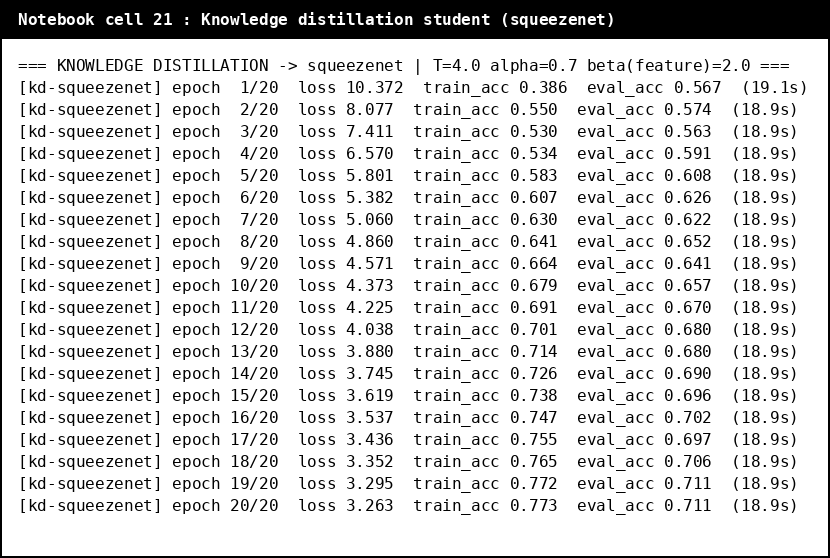 Notebook cell 21 : Knowledge distillation student (squeezenet)
=== KNOWLEDGE DISTILLATION -> squeezenet | T=4.0 alpha=0.7 beta(feature)=2.0 ===
[kd-squeezenet] epoch  1/20  loss 10.372  train_acc 0.386  eval_acc 0.567  (19.1s)
[kd-squeezenet] epoch  2/20  loss 8.077  train_acc 0.550  eval_acc 0.574  (18.9s)
[kd-squeezenet] epoch  3/20  loss 7.411  train_acc 0.530  eval_acc 0.563  (18.9s)
[kd-squeezenet] epoch  4/20  loss 6.570  train_acc 0.534  eval_acc 0.591  (18.9s)
[kd-squeezenet] epoch  5/20  loss 5.801  train_acc 0.583  eval_acc 0.608  (18.9s)
[kd-squeezenet] epoch  6/20  loss 5.382  train_acc 0.607  eval_acc 0.626  (18.9s)
[kd-squeezenet] epoch  7/20  loss 5.060  train_acc 0.630  eval_acc 0.622  (18.9s)
[kd-squeezenet] epoch  8/20  loss 4.860  train_acc 0.641  eval_acc 0.652  (18.9s)
[kd-squeezenet] epoch  9/20  loss 4.571  train_acc 0.664  eval_acc 0.641  (18.9s)
[kd-squeezenet] epoch 10/20  loss 4.373  train_acc 0.679  eval_acc 0.657  (18.9s)
[kd-squeezenet] epoch 11/20  loss 4.225  train_acc 0.691  eval_acc 0.670  (18.9s)
[kd-squeezenet] epoch 12/20  loss 4.038  train_acc 0.701  eval_acc 0.680  (18.9s)
[kd-squeezenet] epoch 13/20  loss 3.880  train_acc 0.714  eval_acc 0.680  (18.9s)
[kd-squeezenet] epoch 14/20  loss 3.745  train_acc 0.726  eval_acc 0.690  (18.9s)
[kd-squeezenet] epoch 15/20  loss 3.619  train_acc 0.738  eval_acc 0.696  (18.9s)
[kd-squeezenet] epoch 16/20  loss 3.537  train_acc 0.747  eval_acc 0.702  (18.9s)
[kd-squeezenet] epoch 17/20  loss 3.436  train_acc 0.755  eval_acc 0.697  (18.9s)
[kd-squeezenet] epoch 18/20  loss 3.352  train_acc 0.765  eval_acc 0.706  (18.9s)
[kd-squeezenet] epoch 19/20  loss 3.295  train_acc 0.772  eval_acc 0.711  (18.9s)
[kd-squeezenet] epoch 20/20  loss 3.263  train_acc 0.773  eval_acc 0.711  (18.9s)